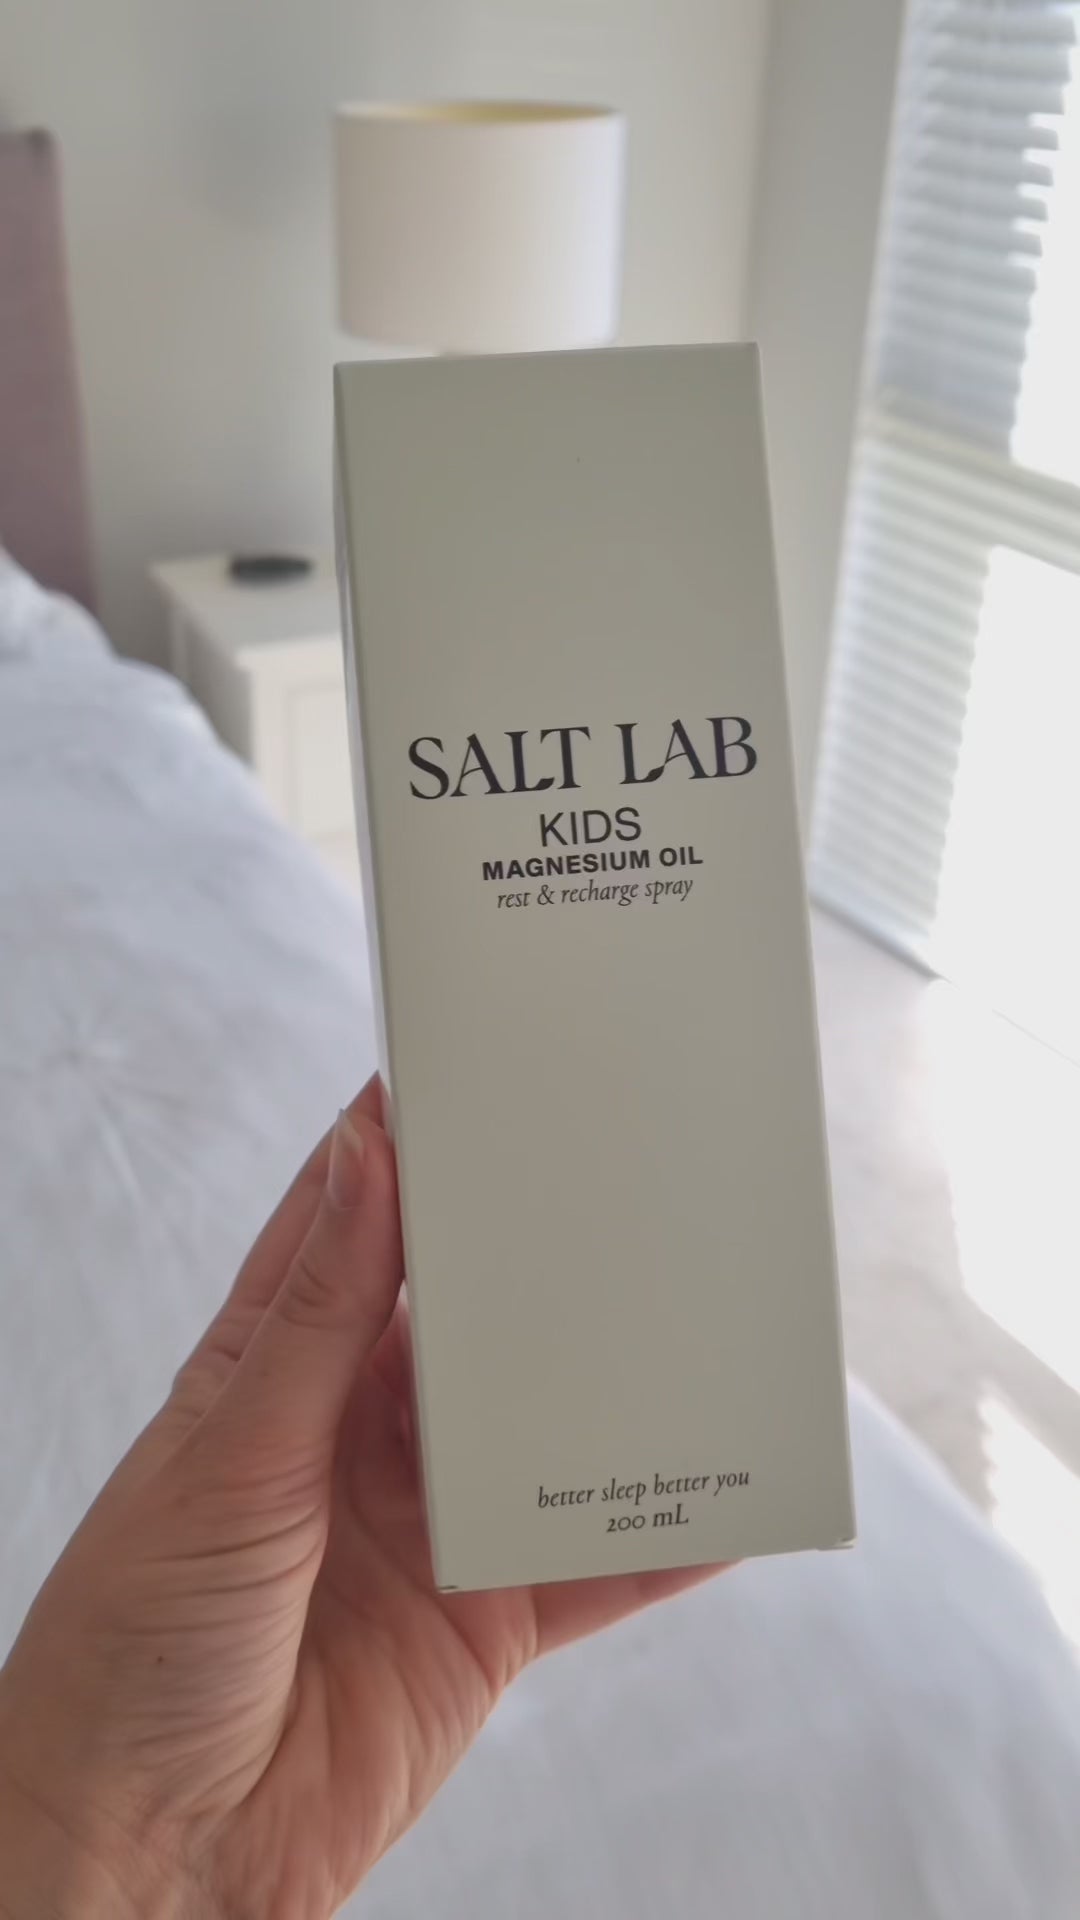 SALT LAB
KIDS
MAGNESIUM OIL
rest & recharge spray
better sleep better you
200 mL